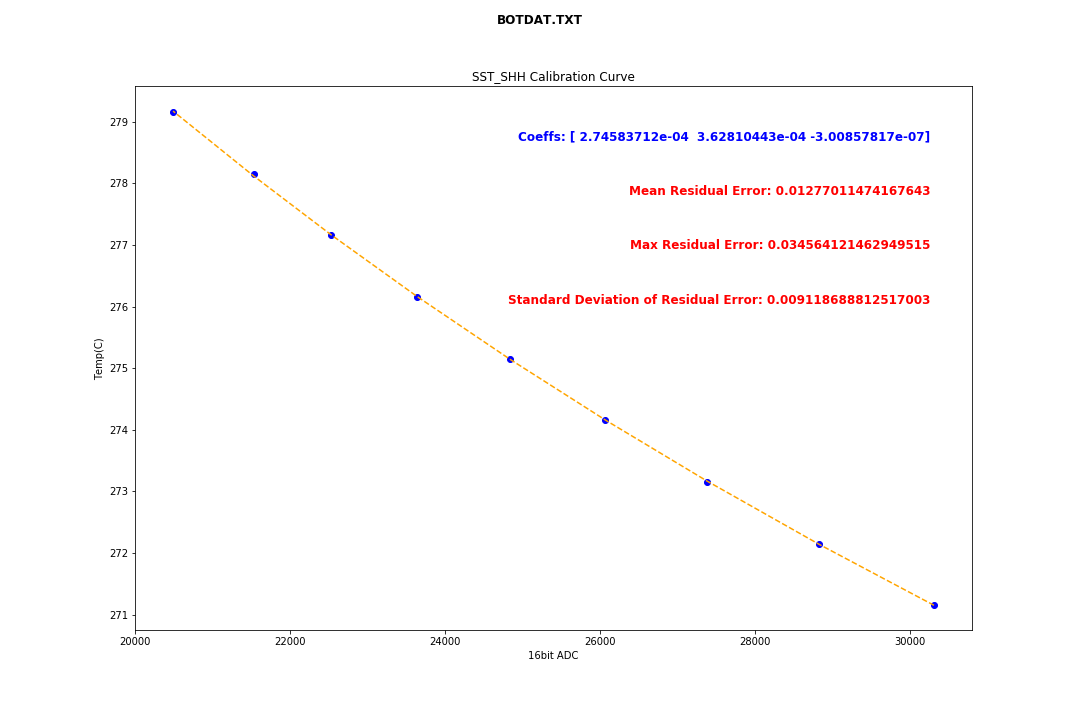 BOTDAT.TXT
SST_SHH Calibration Curve
Coeffs: [ 2.74583712e-04  3.62810443e-04 -3.00857817e-07]
Mean Residual Error: 0.01277011474167643
Max Residual Error: 0.034564121462949515
Standard Deviation of Residual Error: 0.009118688812517003
Temp(C)
279
278
277
276
275
274
273
272
271
20000 22000 24000 26000 28000 30000
16bit ADC